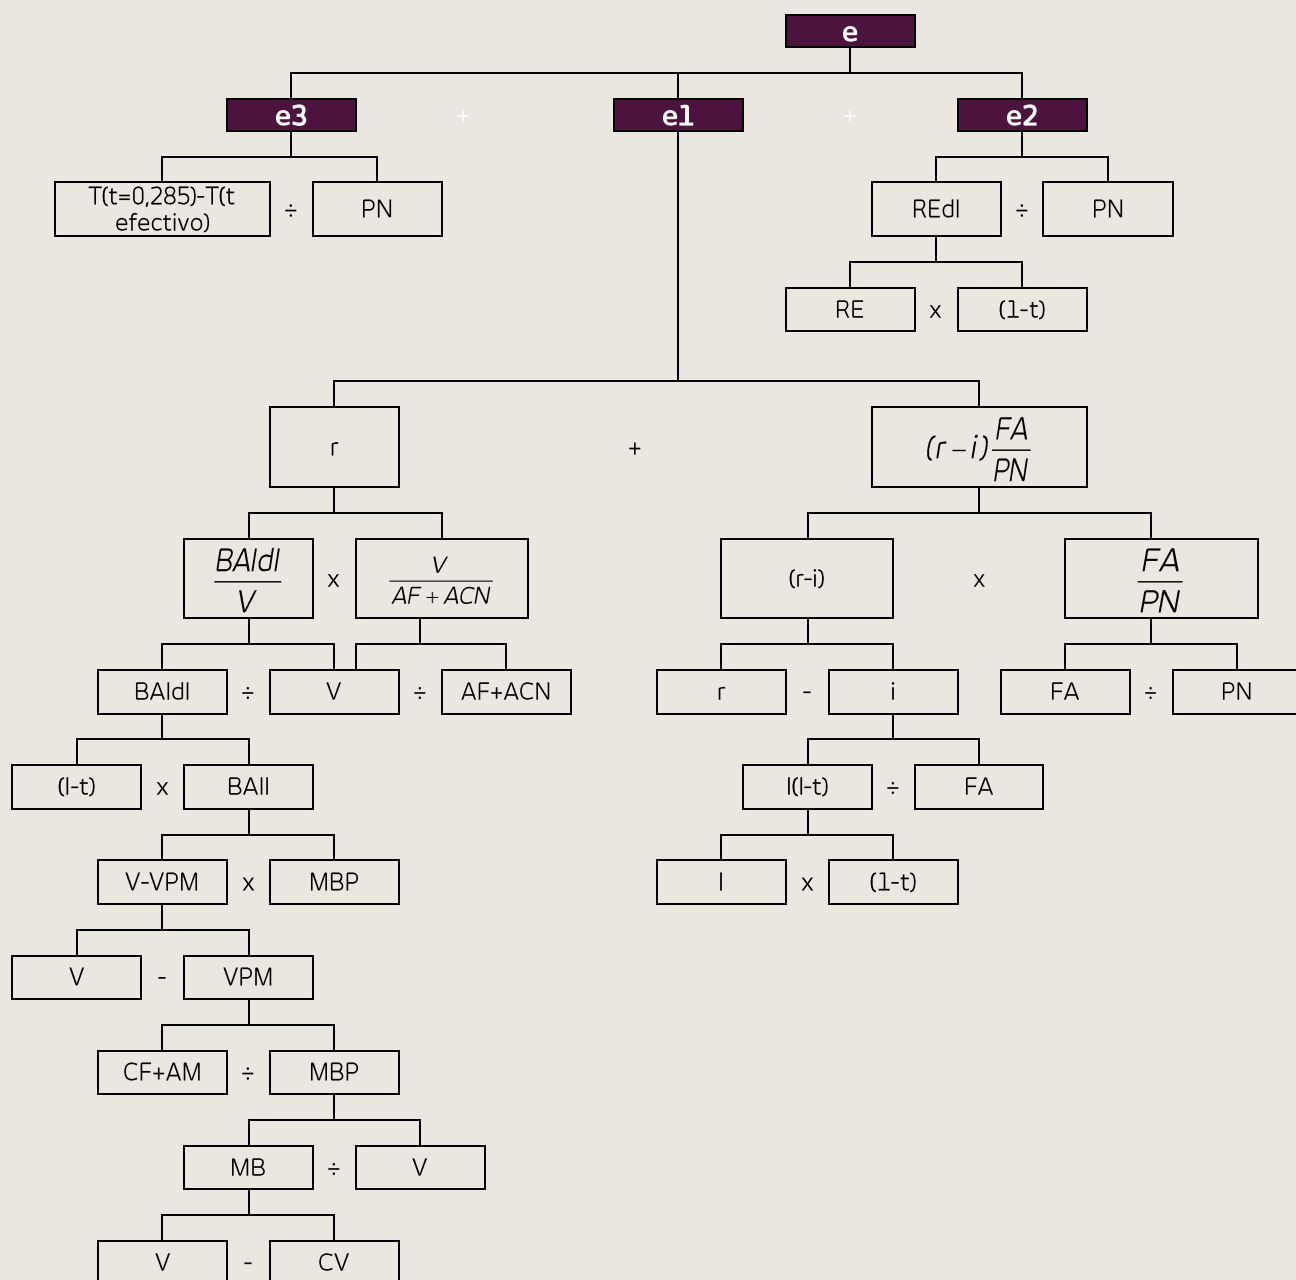 e
e3 + e1 + e2
T(t=0,285)-T(t
efectivo) ÷ PN REdI ÷ PN
RE x (1-t)
r + (r – i) FA/PN
BAIdI/V x V/(AF + ACN) (r-i) x FA/PN
BAIdI ÷ V ÷ AF+ACN r - i FA ÷ PN
(I-t) x BAII I(I-t) ÷ FA
V-VPM x MBP I x (1-t)
V - VPM
CF+AM ÷ MBP
MB ÷ V
V - CV